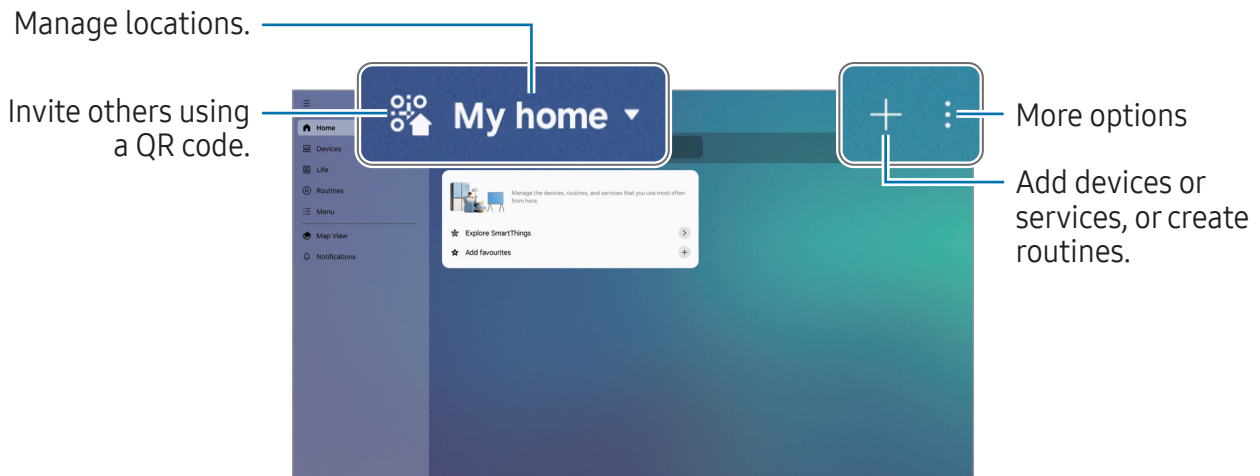 Manage locations.
Invite others using
a QR code.
My home
More options
Add devices or
services, or create
routines.
Home
Devices
Life
Routines
Menu
Map View
Notifications
Manage the devices, routines, and services that you use most often
from here.
Explore SmartThings
Add favourites